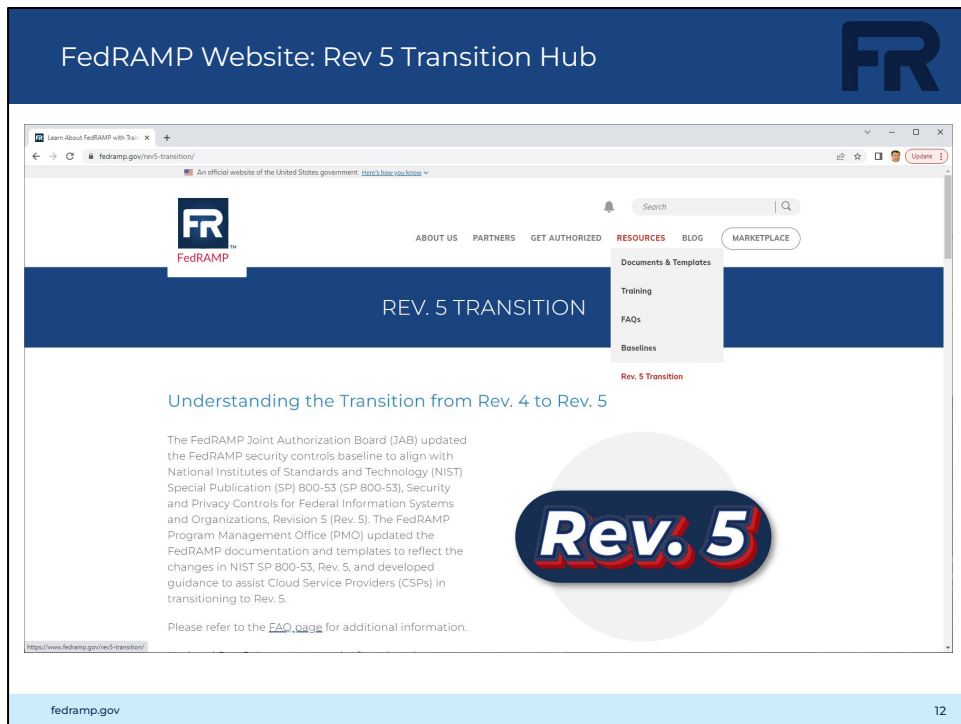 FedRAMP Website: Rev 5 Transition Hub
FR
Learn About FedRAMP with Train
fedramp.gov/rev5-transition/
Update
An official website of the United States government Here's how you know
FR
TM
FedRAMP
Search
ABOUT US PARTNERS GET AUTHORIZED RESOURCES BLOG MARKETPLACE
Documents & Templates
Training
FAQs
Baselines
Rev. 5 Transition
REV. 5 TRANSITION
Understanding the Transition from Rev. 4 to Rev. 5
The FedRAMP Joint Authorization Board (JAB) updated
the FedRAMP security controls baseline to align with
National Institutes of Standards and Technology (NIST)
Special Publication (SP) 800-53 (SP 800-53), Security
and Privacy Controls for Federal Information Systems
and Organizations, Revision 5 (Rev. 5). The FedRAMP
Program Management Office (PMO) updated the
FedRAMP documentation and templates to reflect the
changes in NIST SP 800-53, Rev. 5, and developed
guidance to assist Cloud Service Providers (CSPs) in
transitioning to Rev. 5.
Please refer to the FAQ page for additional information.
Rev. 5
https://www.fedramp.gov/rev5-transition/
fedramp.gov
12